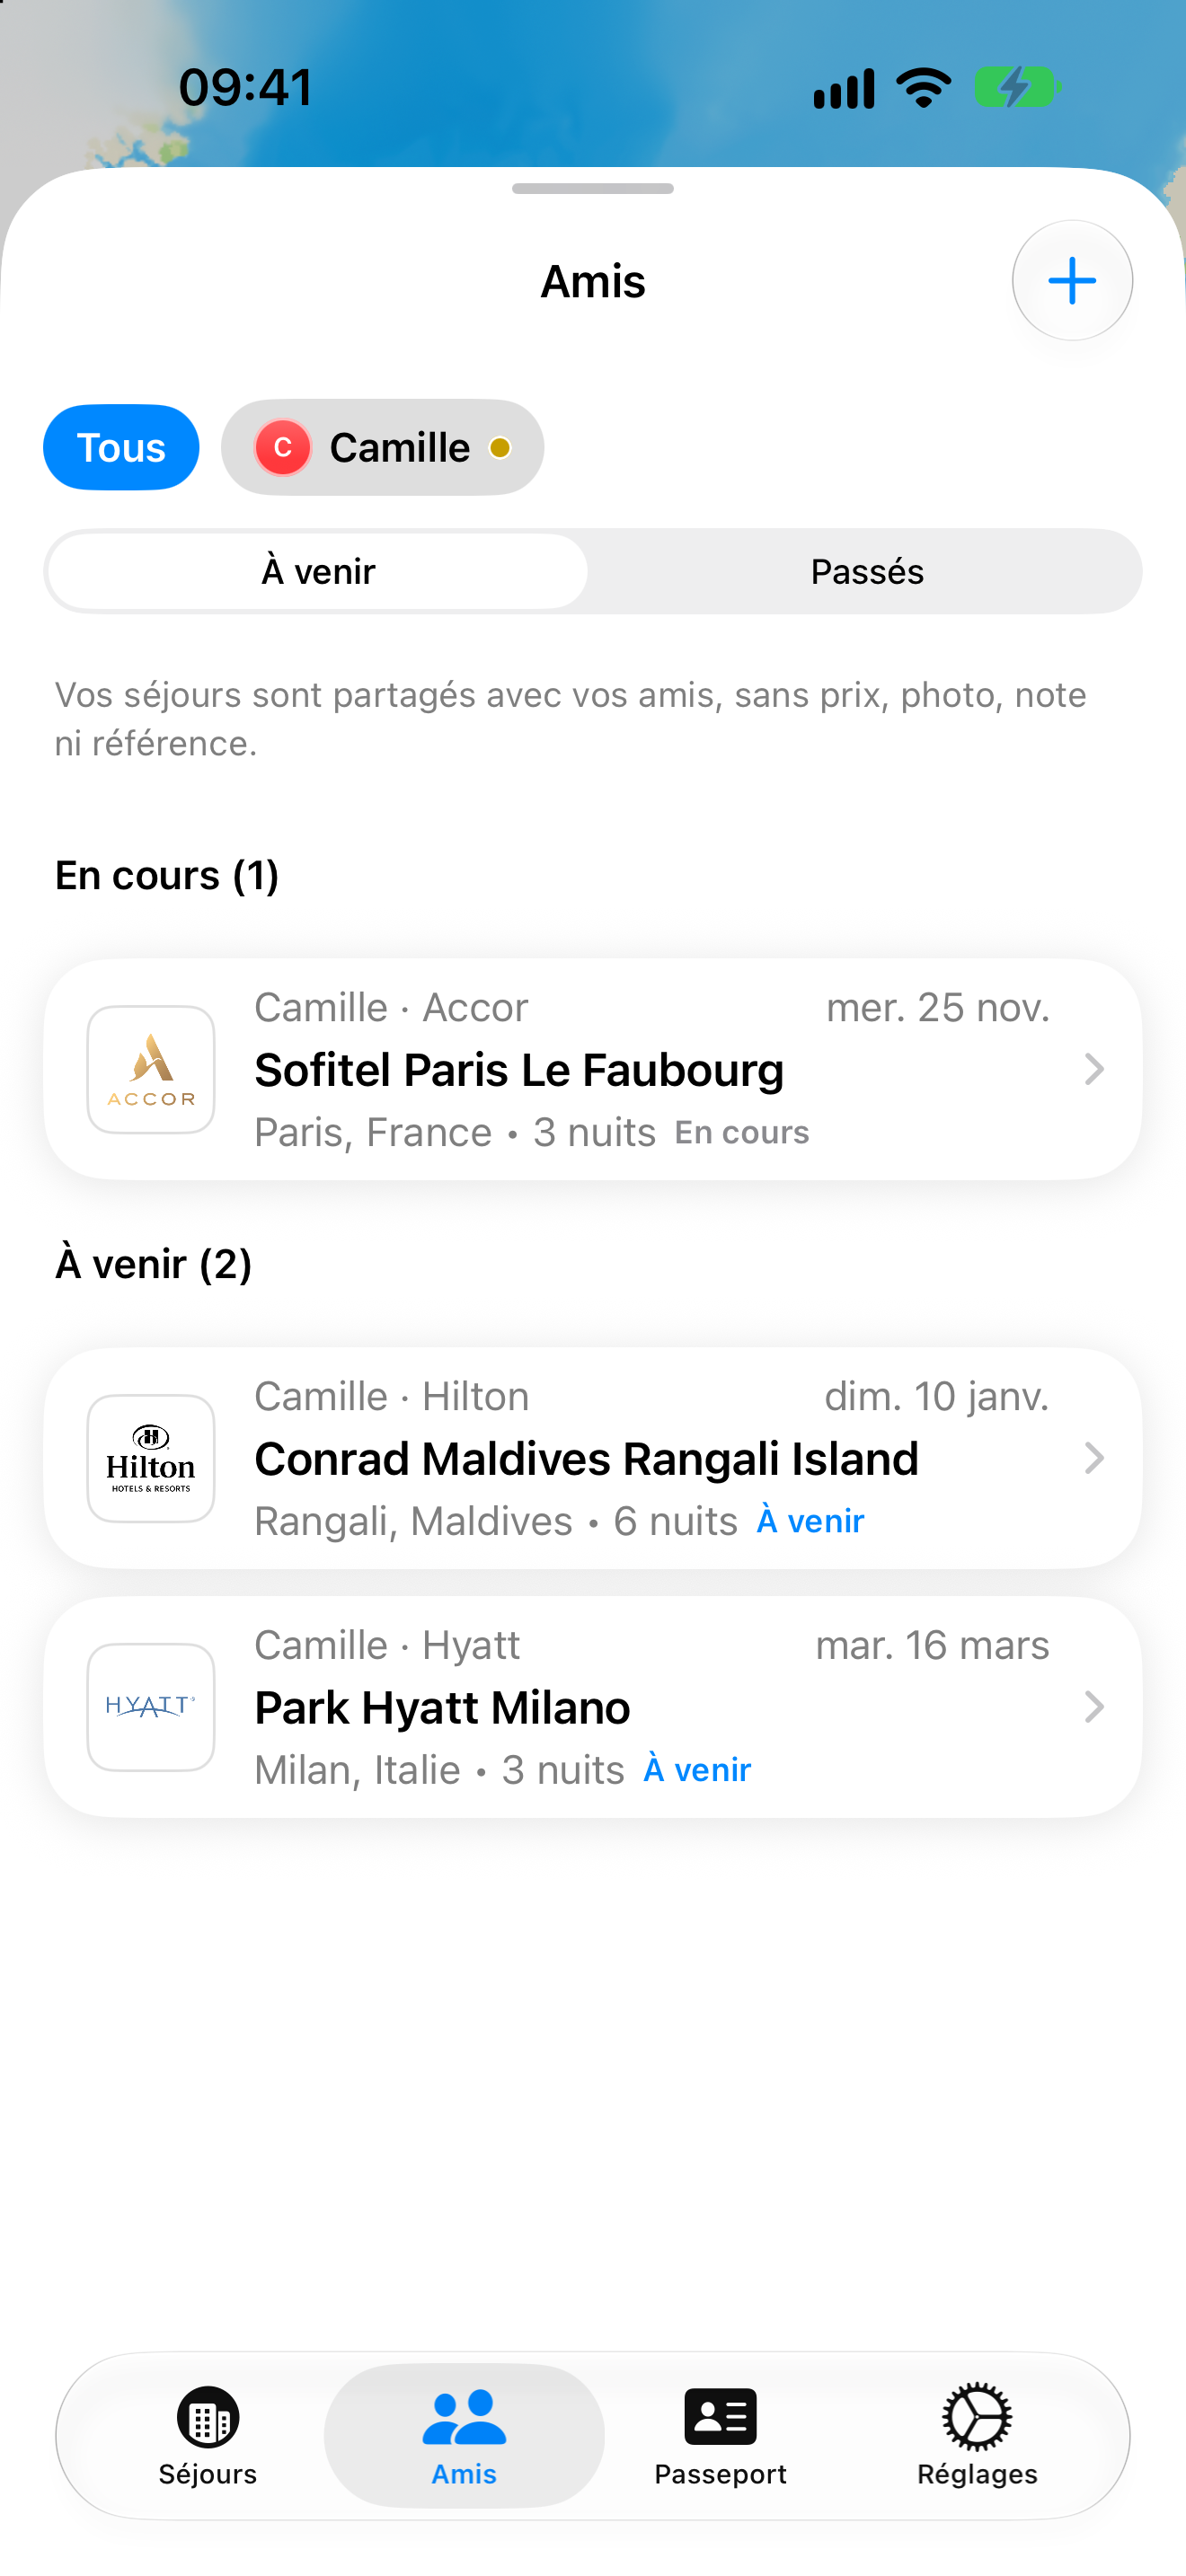 09:41
Amis
Tous
C Camille
À venir
Passés
Vos séjours sont partagés avec vos amis, sans prix, photo, note
ni référence.
En cours (1)
ACCOR
Camille · Accor
mer. 25 nov.
Sofitel Paris Le Faubourg
Paris, France • 3 nuits En cours
À venir (2)
Hilton
HOTELS & RESORTS
Camille · Hilton
dim. 10 janv.
Conrad Maldives Rangali Island
Rangali, Maldives • 6 nuits À venir
HYATT
Camille · Hyatt
mar. 16 mars
Park Hyatt Milano
Milan, Italie • 3 nuits À venir
Séjours
Amis
Passeport
Réglages